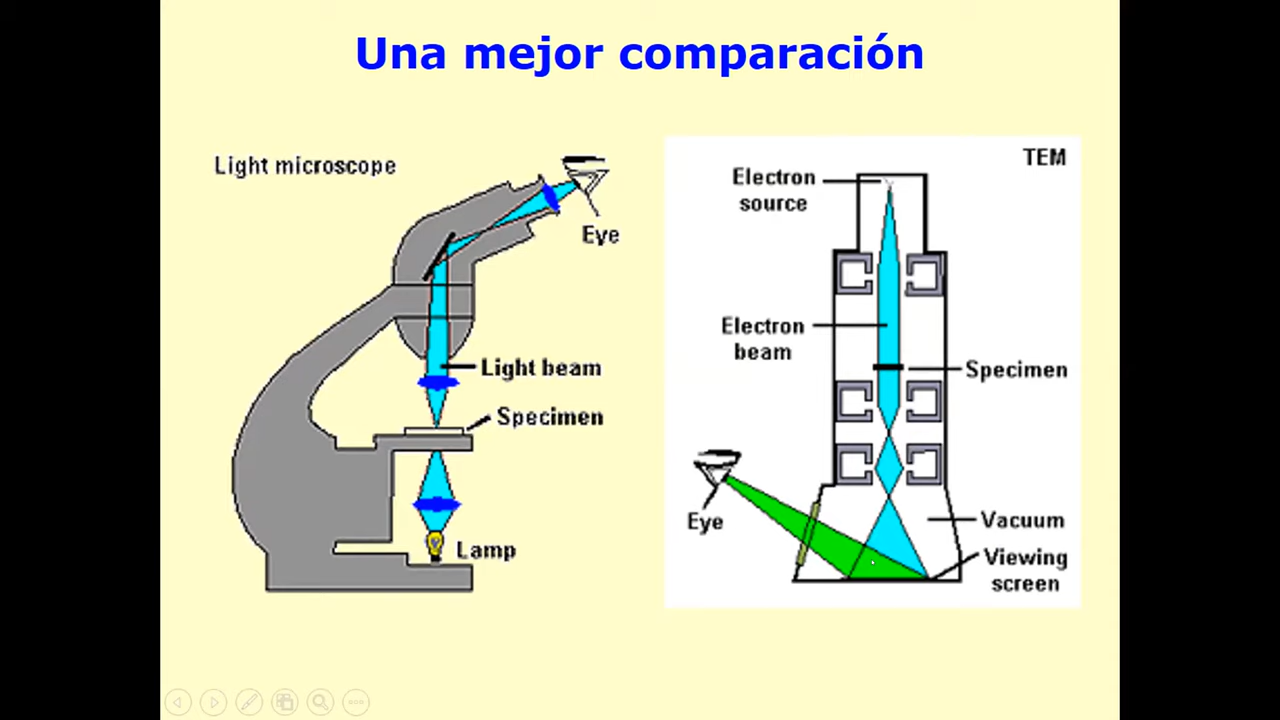 Una mejor comparación
Light microscope
Eye
Light beam
Specimen
Lamp
TEM
Electron
source
Electron
beam
Specimen
Eye
Vacuum
Viewing
screen